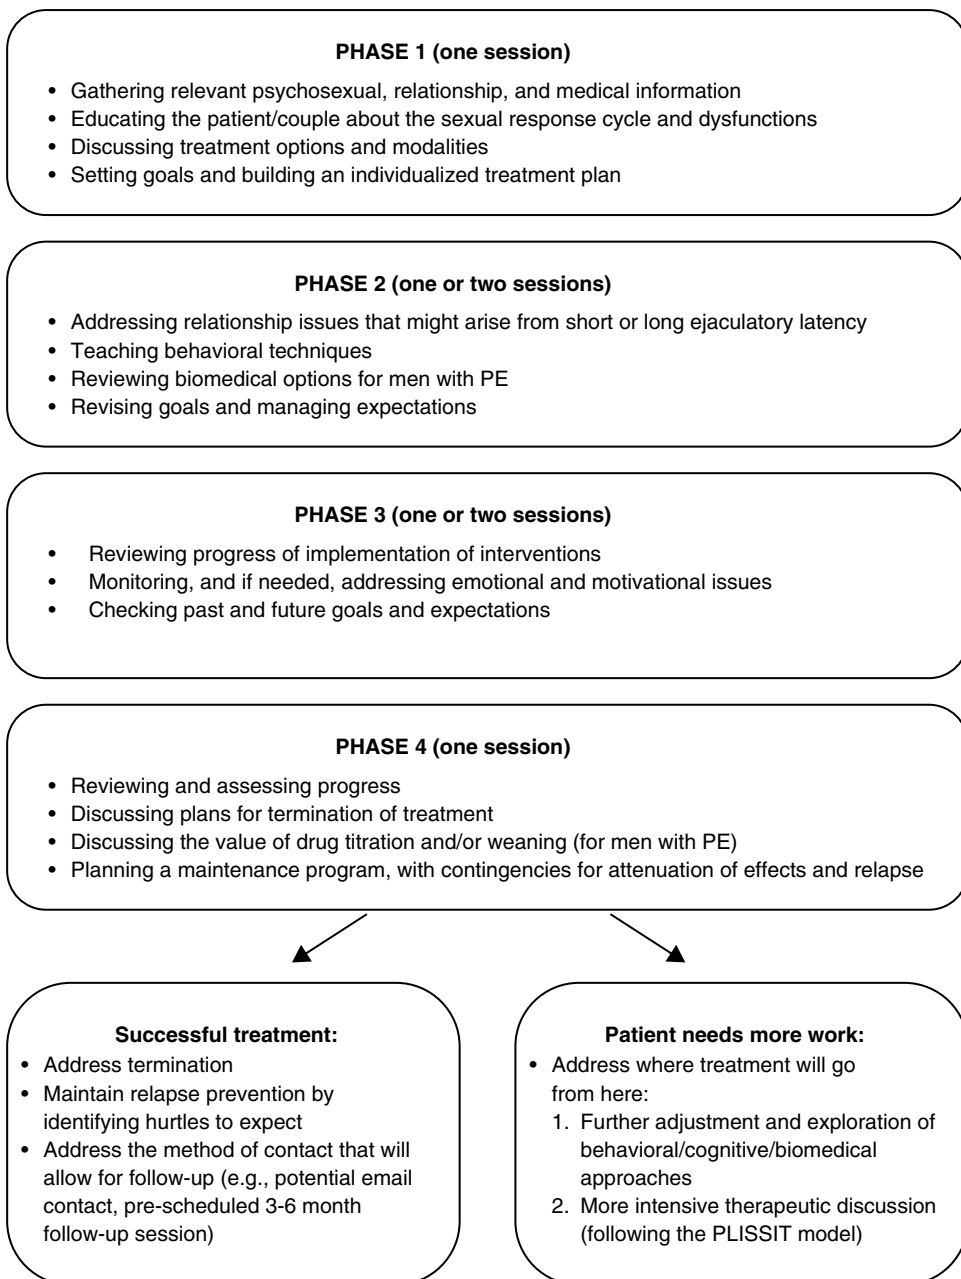 PHASE 1 (one session)
• Gathering relevant psychosexual, relationship, and medical information
• Educating the patient/couple about the sexual response cycle and dysfunctions
• Discussing treatment options and modalities
• Setting goals and building an individualized treatment plan
PHASE 2 (one or two sessions)
• Addressing relationship issues that might arise from short or long ejaculatory latency
• Teaching behavioral techniques
• Reviewing biomedical options for men with PE
• Revising goals and managing expectations
PHASE 3 (one or two sessions)
• Reviewing progress of implementation of interventions
• Monitoring, and if needed, addressing emotional and motivational issues
• Checking past and future goals and expectations
PHASE 4 (one session)
• Reviewing and assessing progress
• Discussing plans for termination of treatment
• Discussing the value of drug titration and/or weaning (for men with PE)
• Planning a maintenance program, with contingencies for attenuation of effects and relapse
Successful treatment:
• Address termination
• Maintain relapse prevention by
identifying hurtles to expect
• Address the method of contact that will
allow for follow-up (e.g., potential email
contact, pre-scheduled 3-6 month
follow-up session)
Patient needs more work:
• Address where treatment will go
from here:
1. Further adjustment and exploration of
behavioral/cognitive/biomedical
approaches
2. More intensive therapeutic discussion
(following the PLISSIT model)